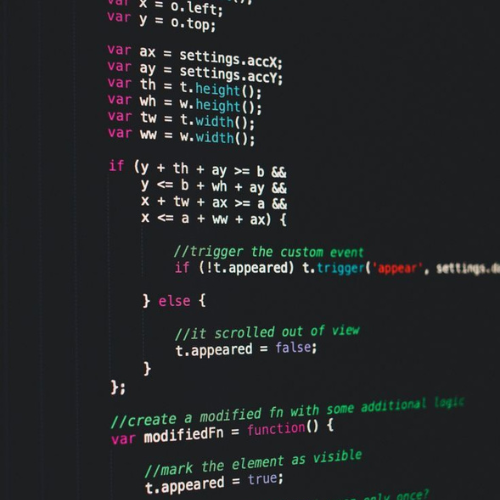 var x = o.left;
var y = o.top;
var ax = settings.accX;
var ay = settings.accY;
var th = t.height();
var wh = w.height();
var tw = t.width();
var ww = w.width();
if (y + th + ay >= b &&
y <= b + wh + ay &&
x + tw + ax >= a &&
x <= a + ww + ax) {
//trigger the custom event
if (!t.appeared) t.trigger('appear', settings.da
} else {
//it scrolled out of view
t.appeared = false;
}
};
//create a modified fn with some additional logic
var modifiedFn = function() {
//mark the element as visible
t.appeared = true;
only once?